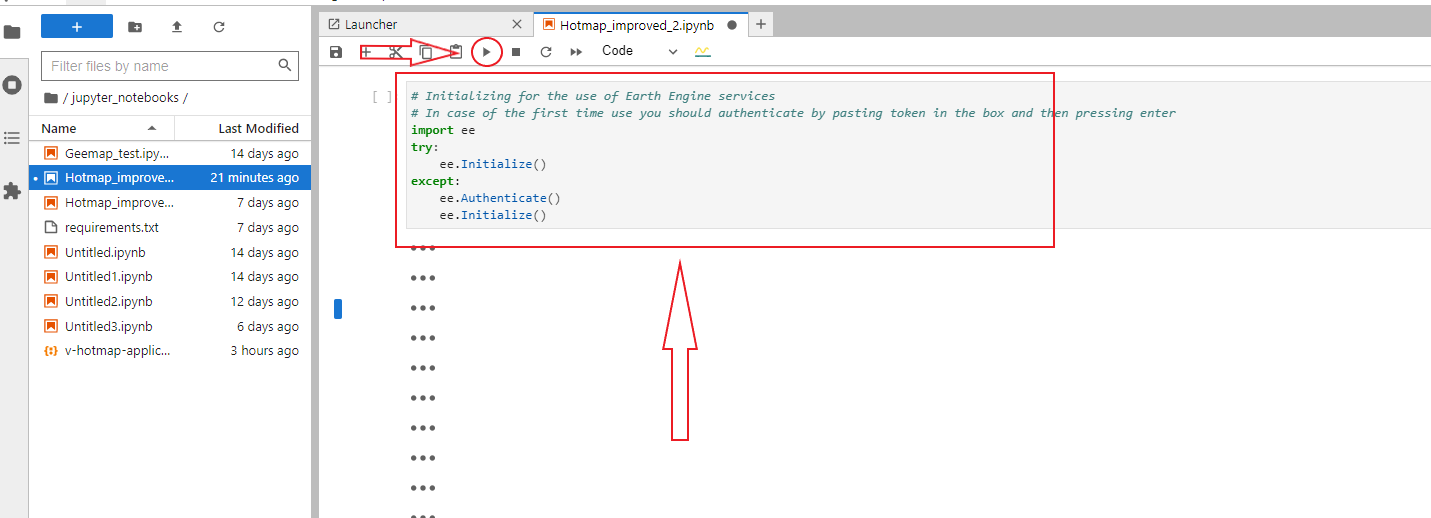 Launcher
Hotmap_improved_2.ipynb
Code
Filter files by name
/ jupyter_notebooks /
Name Last Modified
Geemap_test.ipy... 14 days ago
Hotmap_improve... 21 minutes ago
Hotmap_improve... 7 days ago
requirements.txt 7 days ago
Untitled.ipynb 14 days ago
Untitled1.ipynb 14 days ago
Untitled2.ipynb 12 days ago
Untitled3.ipynb 6 days ago
v-hotmap-applic... 3 hours ago
[ ]
# Initializing for the use of Earth Engine services
# In case of the first time use you should authenticate by pasting token in the box and then pressing enter
import ee
try:
    ee.Initialize()
except:
    ee.Authenticate()
    ee.Initialize()